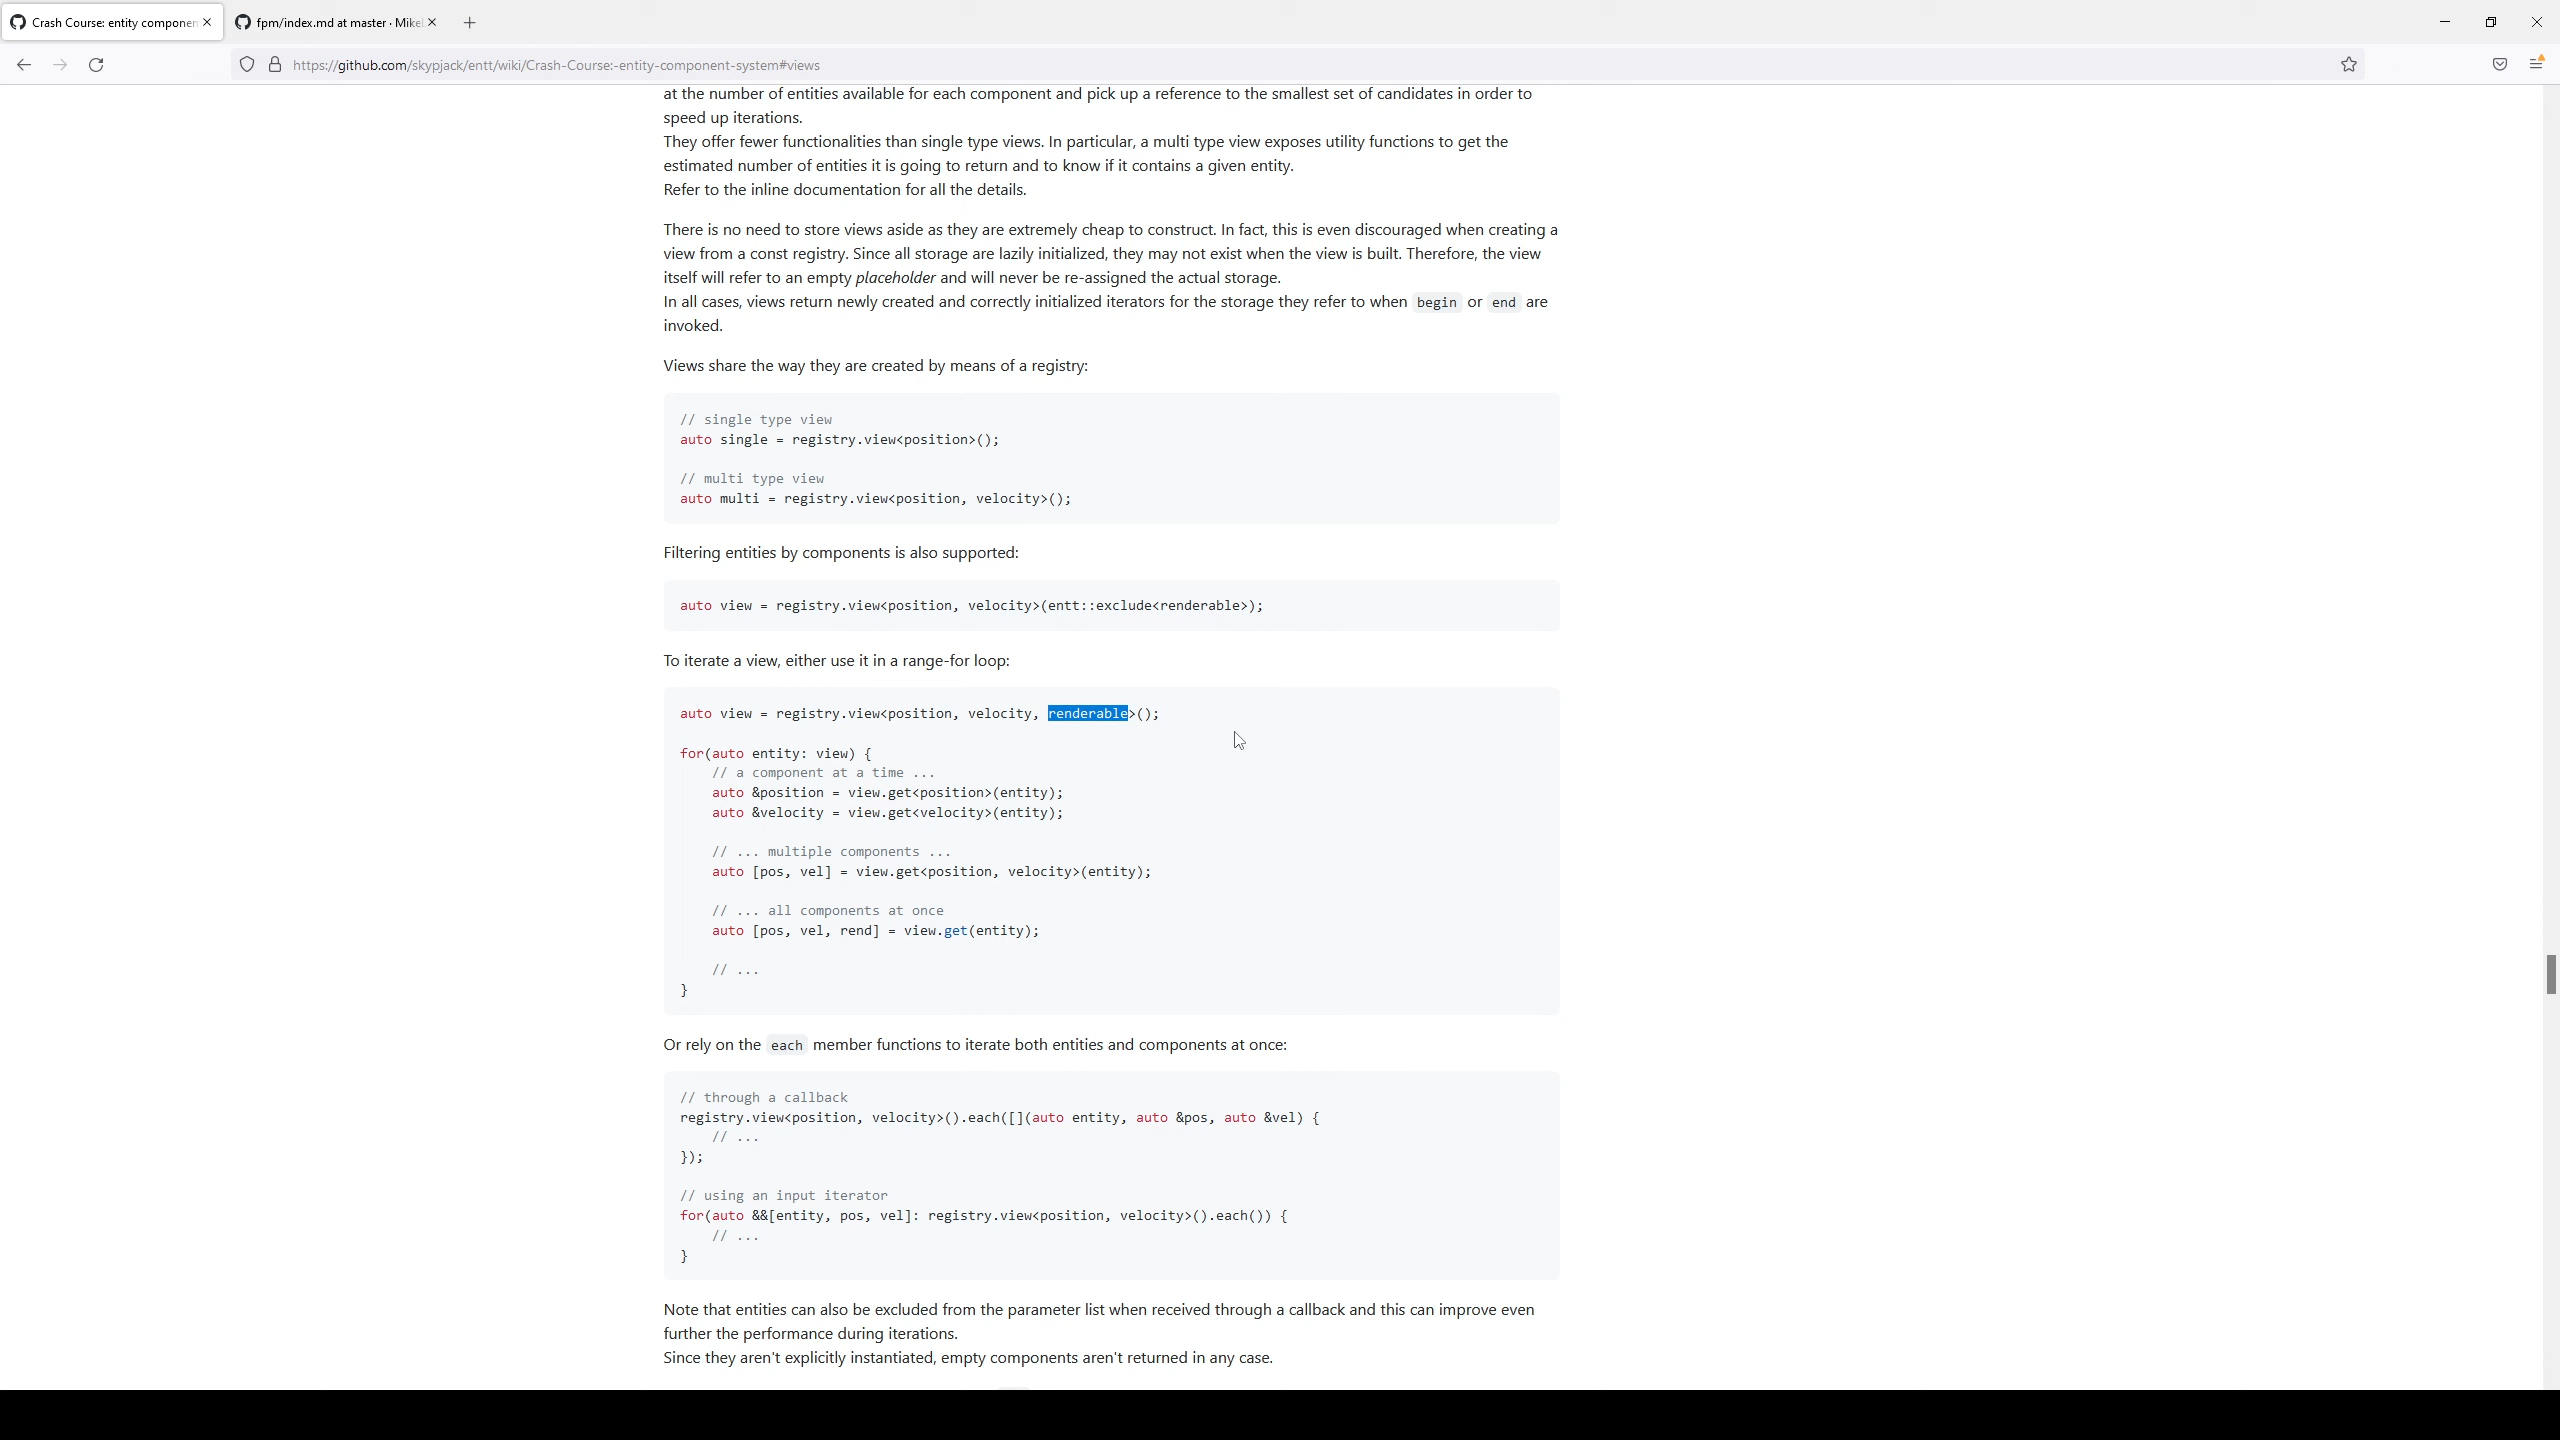 Crash Course: entity componen
fpm/index.md at master · Mikel
https://github.com/skypjack/entt/wiki/Crash-Course:-entity-component-system#views
at the number of entities available for each component and pick up a reference to the smallest set of candidates in order to
speed up iterations.
They offer fewer functionalities than single type views. In particular, a multi type view exposes utility functions to get the
estimated number of entities it is going to return and to know if it contains a given entity.
Refer to the inline documentation for all the details.
There is no need to store views aside as they are extremely cheap to construct. In fact, this is even discouraged when creating a
view from a const registry. Since all storage are lazily initialized, they may not exist when the view is built. Therefore, the view
itself will refer to an empty placeholder and will never be re-assigned the actual storage.
In all cases, views return newly created and correctly initialized iterators for the storage they refer to when begin or end are
invoked.
Views share the way they are created by means of a registry:
// single type view
auto single = registry.view<position>();
// multi type view
auto multi = registry.view<position, velocity>();
Filtering entities by components is also supported:
auto view = registry.view<position, velocity>(entt::exclude<renderable>);
To iterate a view, either use it in a range-for loop:
auto view = registry.view<position, velocity, renderable>();
for(auto entity: view) {
// a component at a time ...
auto &position = view.get<position>(entity);
auto &velocity = view.get<velocity>(entity);
// ... multiple components ...
auto [pos, vel] = view.get<position, velocity>(entity);
// ... all components at once
auto [pos, vel, rend] = view.get(entity);
// ...
}
Or rely on the each member functions to iterate both entities and components at once:
// through a callback
registry.view<position, velocity>().each([](auto entity, auto &pos, auto &vel) {
// ...
});
// using an input iterator
for(auto &&[entity, pos, vel]: registry.view<position, velocity>().each()) {
// ...
}
Note that entities can also be excluded from the parameter list when received through a callback and this can improve even
further the performance during iterations.
Since they aren't explicitly instantiated, empty components aren't returned in any case.